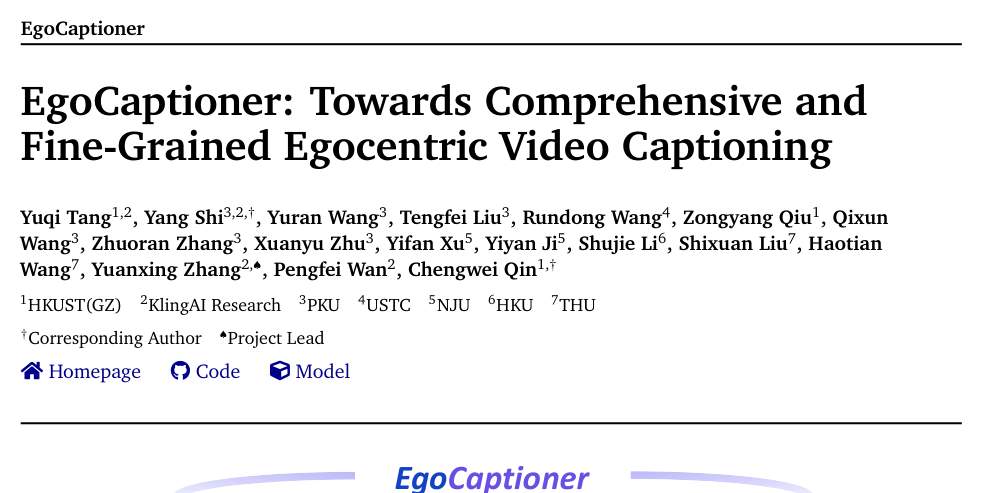 EgoCaptioner
EgoCaptioner: Towards Comprehensive and
Fine-Grained Egocentric Video Captioning
Yuqi Tang1,2, Yang Shi3,2,†, Yuran Wang3, Tengfei Liu3, Rundong Wang4, Zongyang Qiu1, Qixun
Wang3, Zhuoran Zhang3, Xuanyu Zhu3, Yifan Xu5, Yiyan Ji5, Shujie Li6, Shixuan Liu7, Haotian
Wang7, Yuanxing Zhang2,♠, Pengfei Wan2, Chengwei Qin1,†
1HKUST(GZ) 2KlingAI Research 3PKU 4USTC 5NJU 6HKU 7THU
†Corresponding Author ♠Project Lead
Homepage Code Model
EgoCaptioner